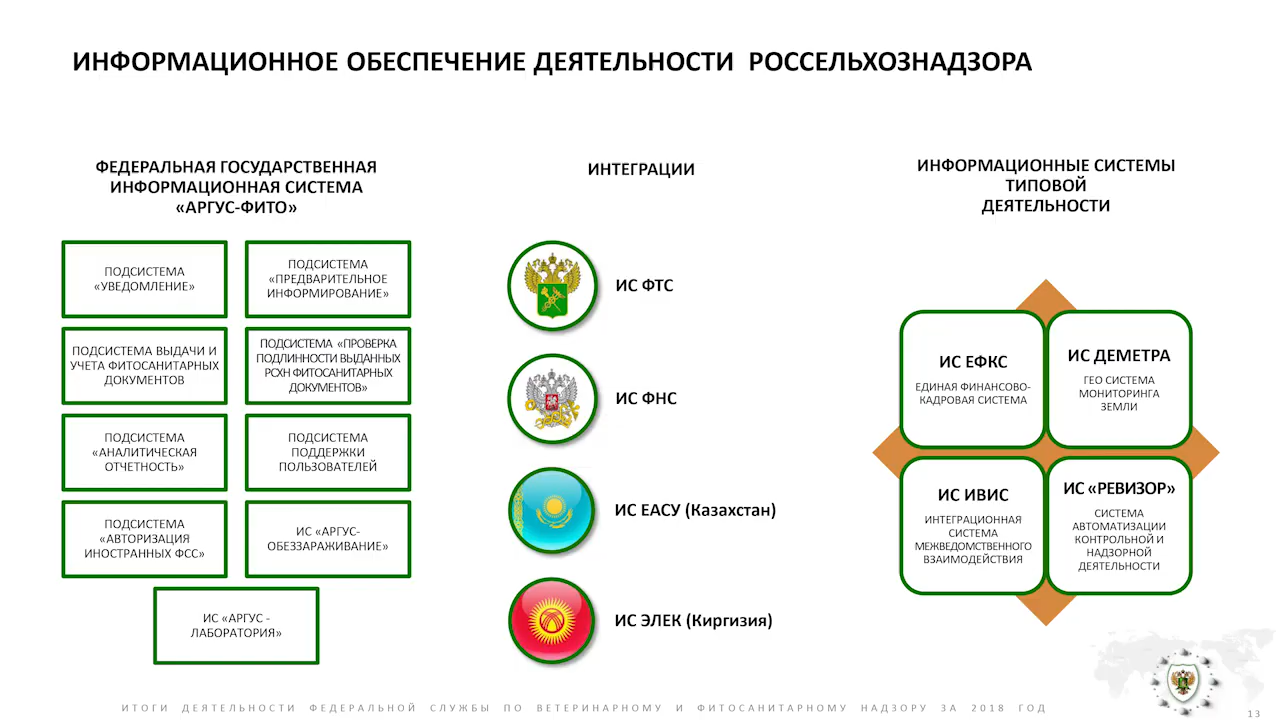 ИНФОРМАЦИОННОЕ ОБЕСПЕЧЕНИЕ ДЕЯТЕЛЬНОСТИ РОССЕЛЬХОЗНАДЗОРА
ФЕДЕРАЛЬНАЯ ГОСУДАРСТВЕННАЯ
ИНФОРМАЦИОННАЯ СИСТЕМА
«АРГУС-ФИТО»
ПОДСИСТЕМА
«УВЕДОМЛЕНИЕ»
ПОДСИСТЕМА
«ПРЕДВАРИТЕЛЬНОЕ
ИНФОРМИРОВАНИЕ»
ПОДСИСТЕМА ВЫДАЧИ И
УЧЕТА ФИТОСАНИТАРНЫХ
ДОКУМЕНТОВ
ПОДСИСТЕМА «ПРОВЕРКА
ПОДЛИННОСТИ ВЫДАННЫХ
РСХН ФИТОСАНИТАРНЫХ
ДОКУМЕНТОВ»
ПОДСИСТЕМА
«АНАЛИТИЧЕСКАЯ
ОТЧЕТНОСТЬ»
ПОДСИСТЕМА
ПОДДЕРЖКИ
ПОЛЬЗОВАТЕЛЕЙ
ПОДСИСТЕМА
«АВТОРИЗАЦИЯ
ИНОСТРАННЫХ ФСС»
ИС «АРГУС-
ОБЕЗЗАРАЖИВАНИЕ»
ИС «АРГУС -
ЛАБОРАТОРИЯ»
ИНТЕГРАЦИИ
ИС ФТС
ИС ФНС
ИС ЕАСУ (Казахстан)
ИС ЭЛЕК (Киргизия)
ИНФОРМАЦИОННЫЕ СИСТЕМЫ
ТИПОВОЙ
ДЕЯТЕЛЬНОСТИ
ИС ЕФКС
ЕДИНАЯ ФИНАНСОВО-
КАДРОВАЯ СИСТЕМА
ИС ДЕМЕТРА
ГЕО СИСТЕМА
МОНИТОРИНГА
ЗЕМЛИ
ИС ИВИС
ИНТЕГРАЦИОННАЯ
СИСТЕМА
МЕЖВЕДОМСТВЕННОГО
ВЗАИМОДЕЙСТВИЯ
ИС «РЕВИЗОР»
СИСТЕМА
АВТОМАТИЗАЦИИ
КОНТРОЛЬНОЙ И
НАДЗОРНОЙ
ДЕЯТЕЛЬНОСТИ
ИТОГИ ДЕЯТЕЛЬНОСТИ ФЕДЕРАЛЬНОЙ СЛУЖБЫ ПО ВЕТЕРИНАРНОМУ И ФИТОСАНИТАРНОМУ НАДЗОРУ ЗА 2018 ГОД
13